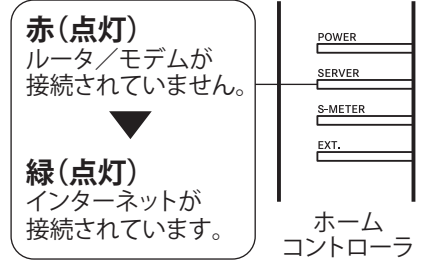 赤（点灯）
ルータ／モデムが
接続されていません。
緑（点灯）
インターネットが
接続されています。
POWER
SERVER
S-METER
EXT.
ホーム
コントローラ